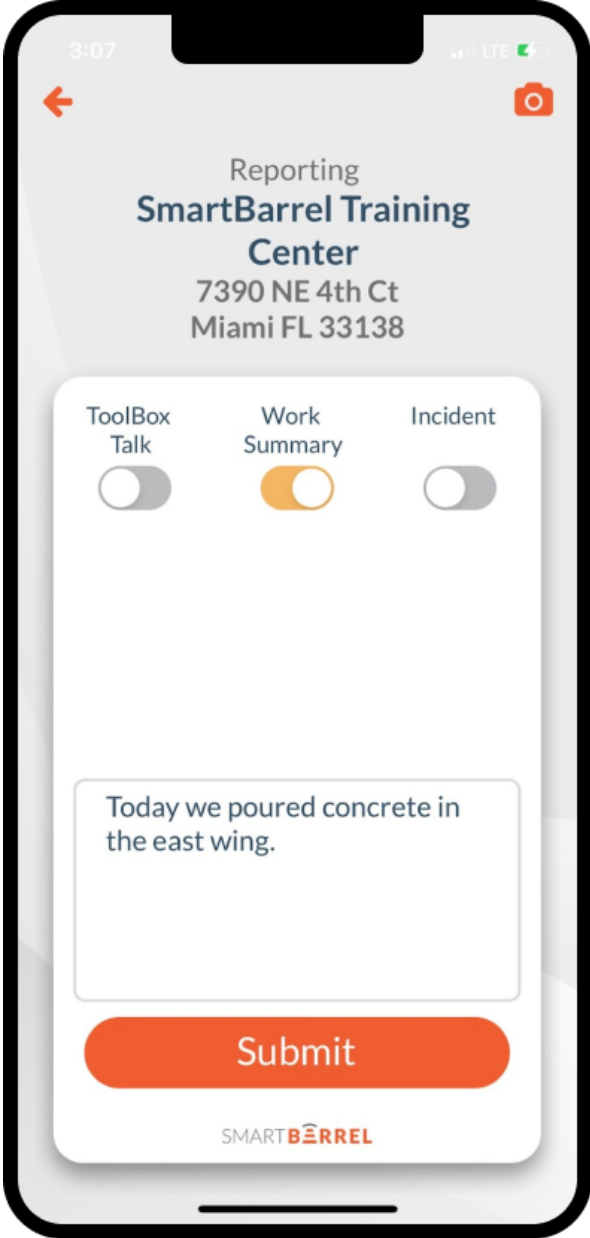 3:07
LTE
Reporting
SmartBarrel Training
Center
7390 NE 4th Ct
Miami FL 33138
ToolBox
Talk
Work
Summary
Incident
Today we poured concrete in
the east wing.
Submit
SMARTBARREL